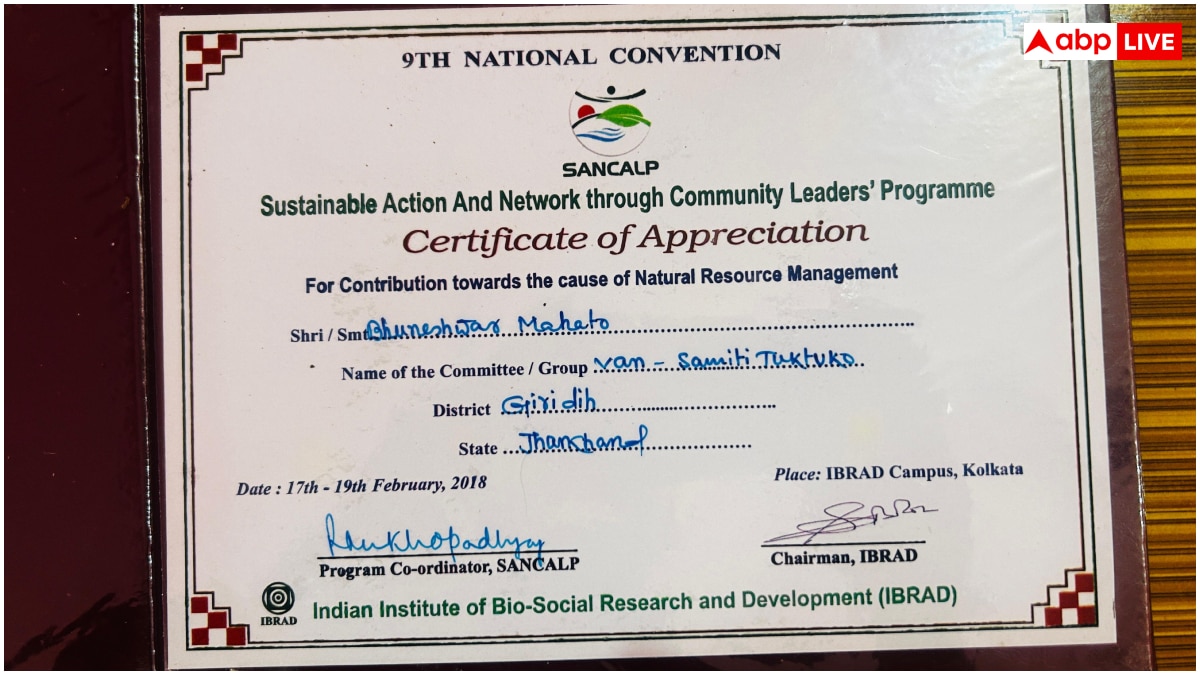 abp LIVE
9TH NATIONAL CONVENTION
SANCALP
Sustainable Action And Network through Community Leaders' Programme
Certificate of Appreciation
For Contribution towards the cause of Natural Resource Management
Shri / Smt Bhuneshwar Mahato
Name of the Committee / Group Van - Samiti Tuktuko
District Giridih
State
Date : 17th - 19th February, 2018
Place: IBRAD Campus, Kolkata
Mukhopadhyay
Program Co-ordinator, SANCALP
Chairman, IBRAD
IBRAD
Indian Institute of Bio-Social Research and Development (IBRAD)